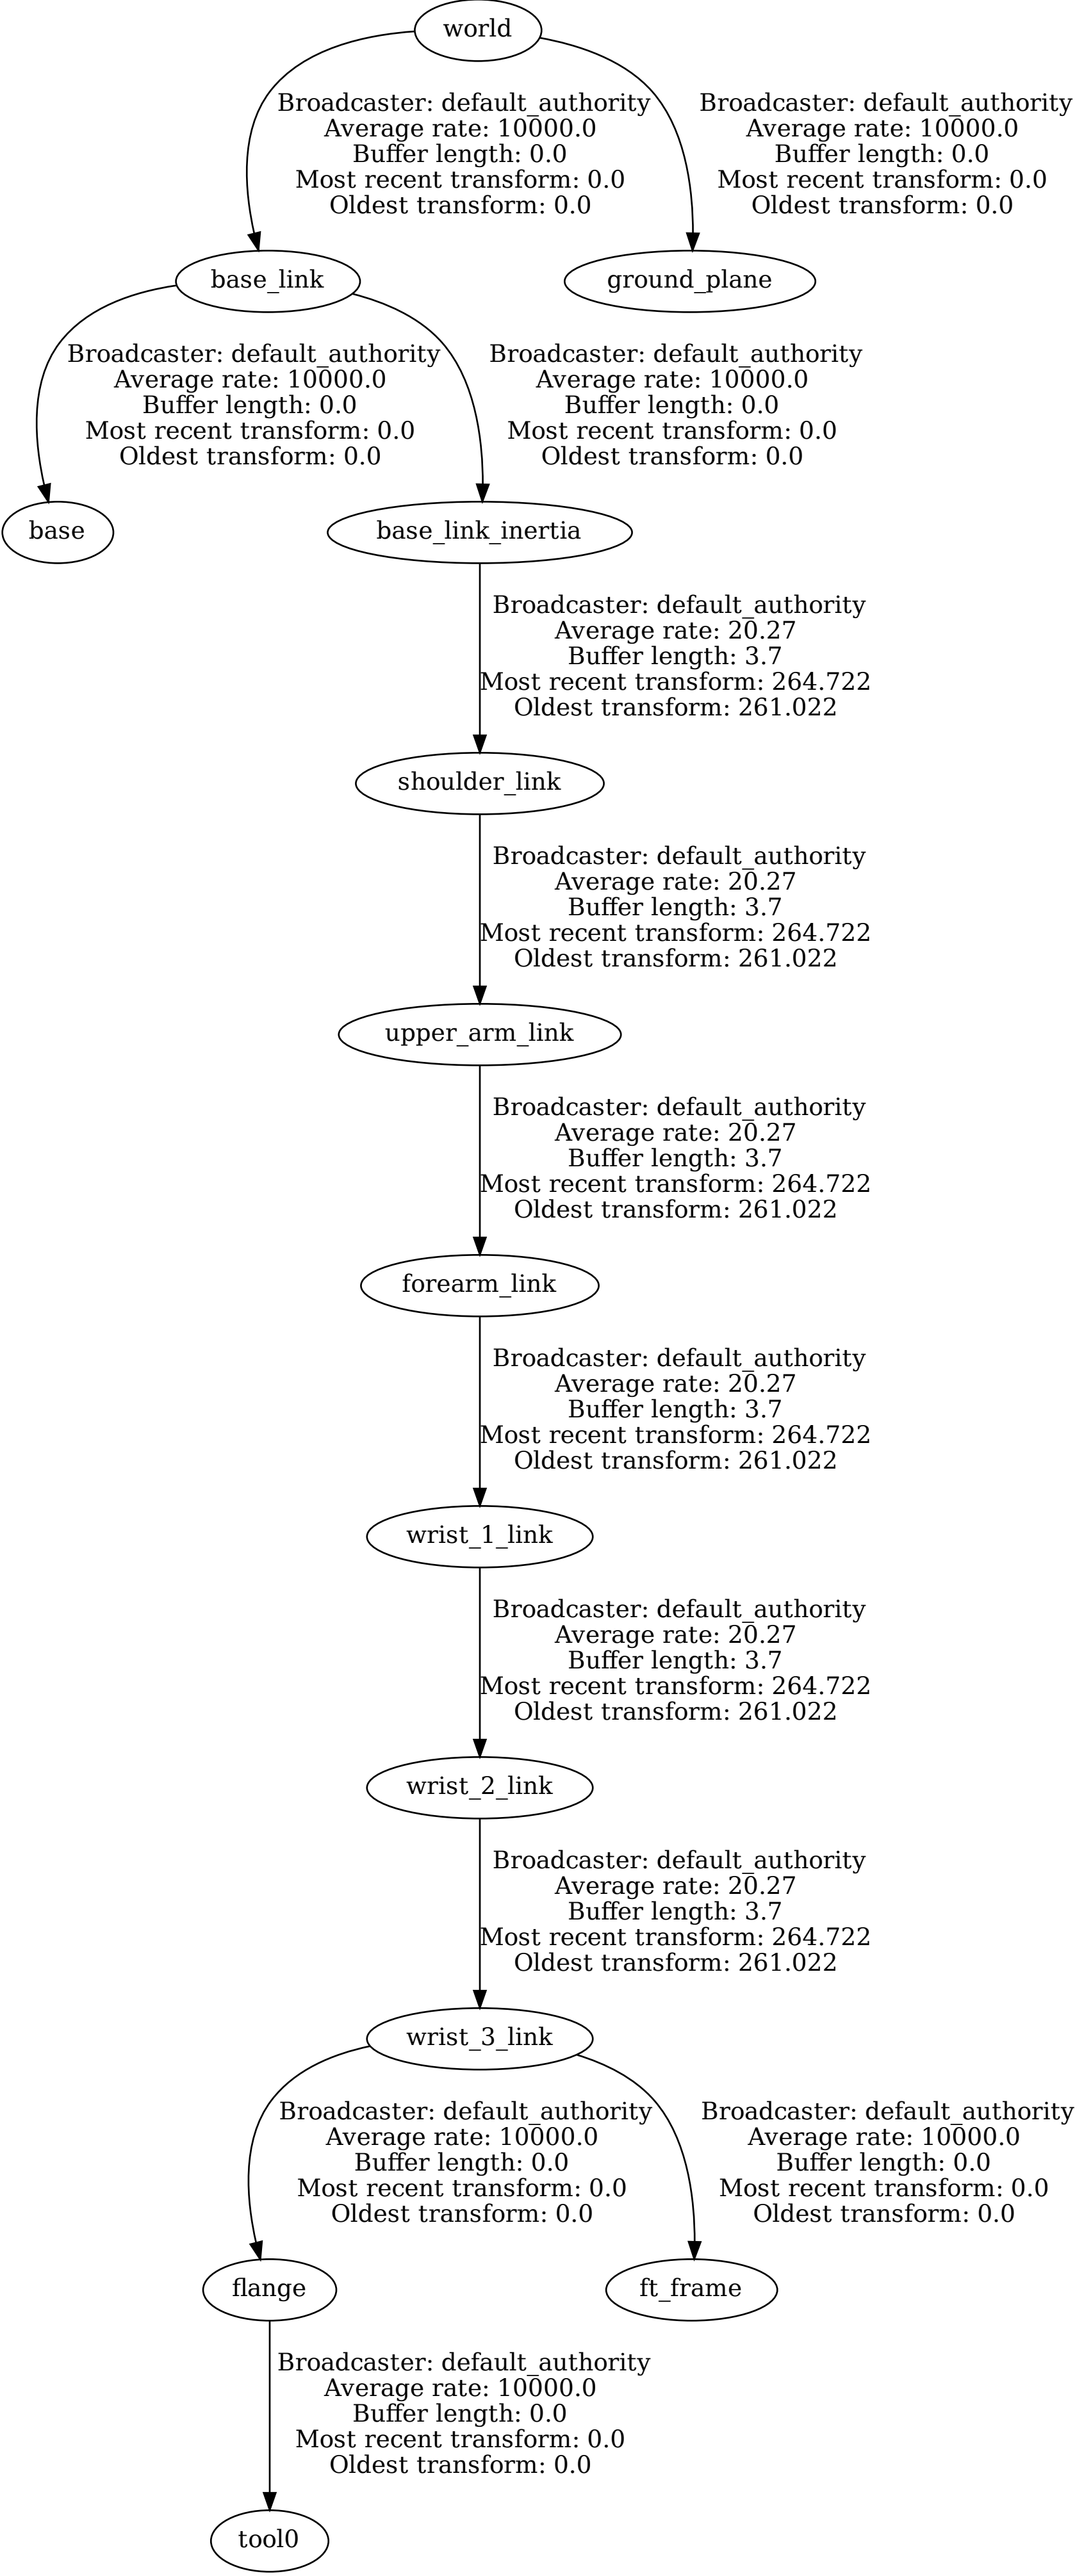 world
Broadcaster: default_authority
Average rate: 10000.0
Buffer length: 0.0
Most recent transform: 0.0
Oldest transform: 0.0
Broadcaster: default_authority
Average rate: 10000.0
Buffer length: 0.0
Most recent transform: 0.0
Oldest transform: 0.0
base_link
ground_plane
Broadcaster: default_authority
Average rate: 10000.0
Buffer length: 0.0
Most recent transform: 0.0
Oldest transform: 0.0
Broadcaster: default_authority
Average rate: 10000.0
Buffer length: 0.0
Most recent transform: 0.0
Oldest transform: 0.0
base
base_link_inertia
Broadcaster: default_authority
Average rate: 20.27
Buffer length: 3.7
Most recent transform: 264.722
Oldest transform: 261.022
shoulder_link
Broadcaster: default_authority
Average rate: 20.27
Buffer length: 3.7
Most recent transform: 264.722
Oldest transform: 261.022
upper_arm_link
Broadcaster: default_authority
Average rate: 20.27
Buffer length: 3.7
Most recent transform: 264.722
Oldest transform: 261.022
forearm_link
Broadcaster: default_authority
Average rate: 20.27
Buffer length: 3.7
Most recent transform: 264.722
Oldest transform: 261.022
wrist_1_link
Broadcaster: default_authority
Average rate: 20.27
Buffer length: 3.7
Most recent transform: 264.722
Oldest transform: 261.022
wrist_2_link
Broadcaster: default_authority
Average rate: 20.27
Buffer length: 3.7
Most recent transform: 264.722
Oldest transform: 261.022
wrist_3_link
Broadcaster: default_authority
Average rate: 10000.0
Buffer length: 0.0
Most recent transform: 0.0
Oldest transform: 0.0
Broadcaster: default_authority
Average rate: 10000.0
Buffer length: 0.0
Most recent transform: 0.0
Oldest transform: 0.0
flange
ft_frame
Broadcaster: default_authority
Average rate: 10000.0
Buffer length: 0.0
Most recent transform: 0.0
Oldest transform: 0.0
tool0